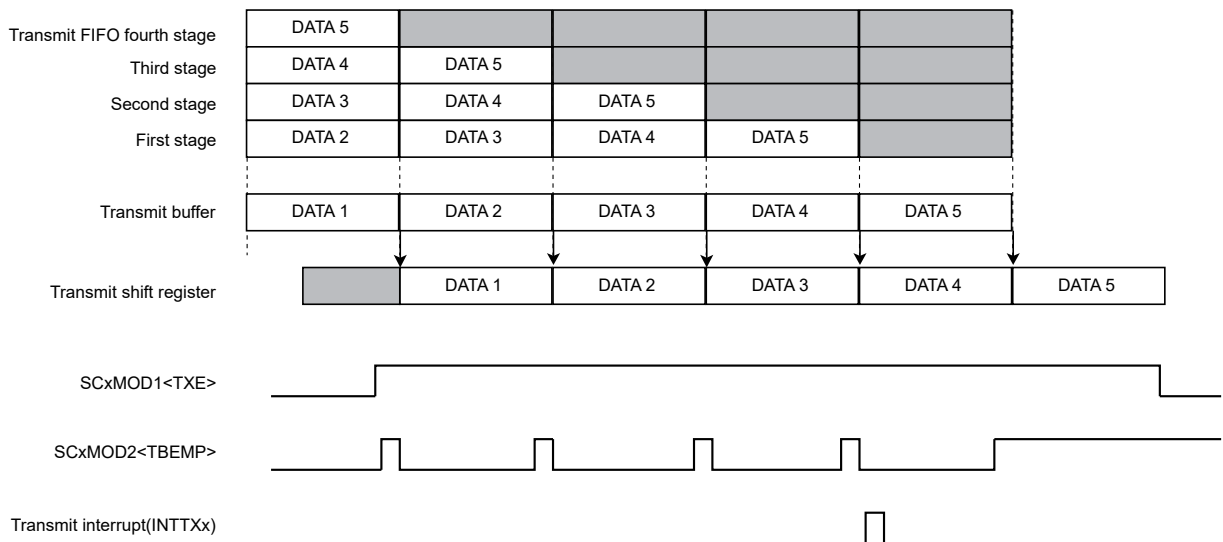 Transmit FIFO fourth stage DATA 5
Third stage DATA 4 DATA 5
Second stage DATA 3 DATA 4 DATA 5
First stage DATA 2 DATA 3 DATA 4 DATA 5
Transmit buffer DATA 1 DATA 2 DATA 3 DATA 4 DATA 5
Transmit shift register DATA 1 DATA 2 DATA 3 DATA 4 DATA 5
SCxMOD1<TXE>
SCxMOD2<TBEMP>
Transmit interrupt(INTTXx)